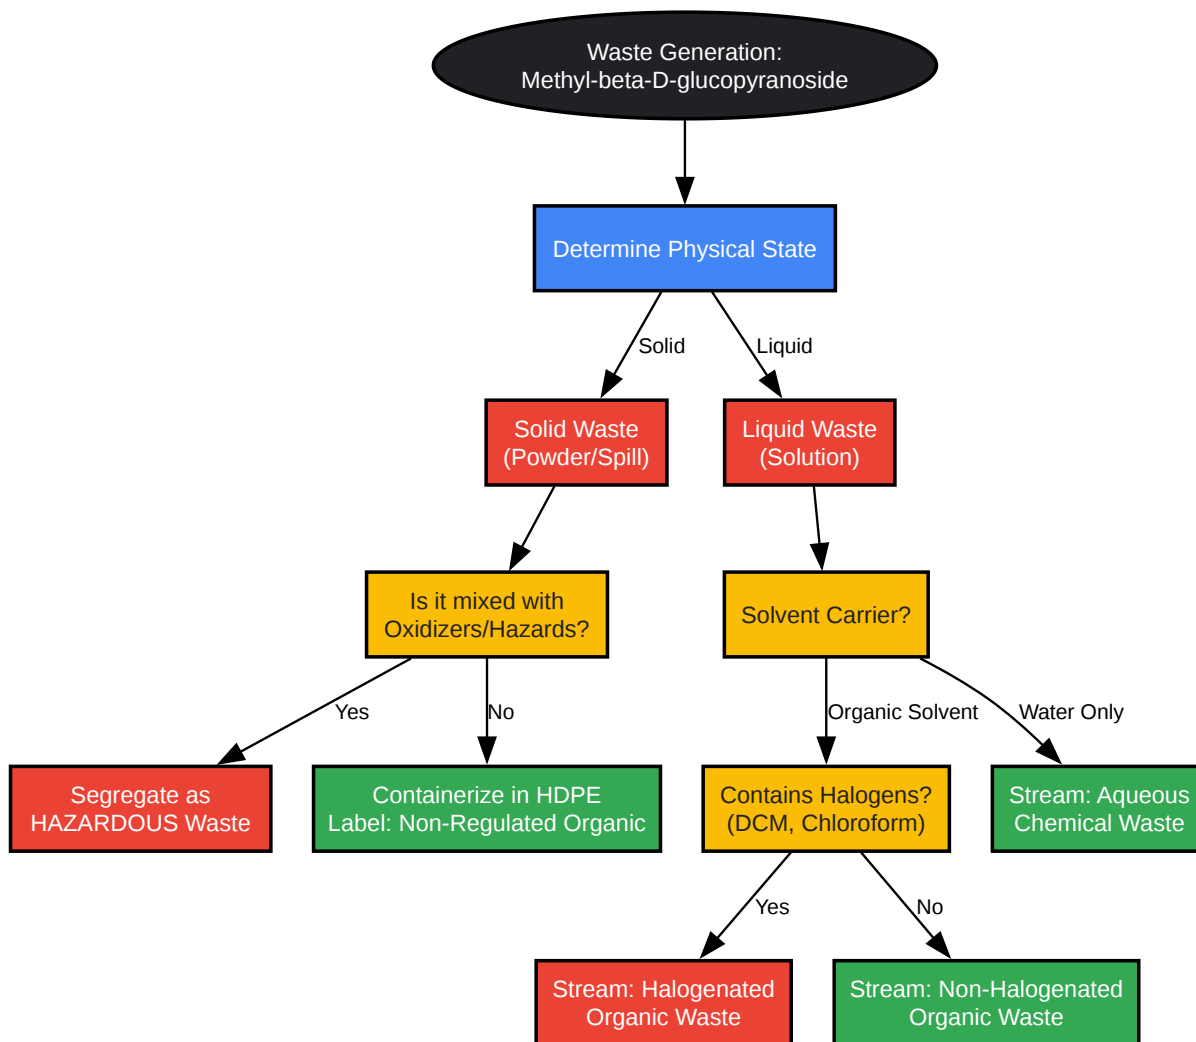 Waste Generation:
Methyl-beta-D-glucopyranoside
Determine Physical State
Solid
Liquid
Solid Waste
(Powder/Spill)
Liquid Waste
(Solution)
Is it mixed with
Oxidizers/Hazards?
Solvent Carrier?
Yes
No
Organic Solvent
Water Only
Segregate as
HAZARDOUS Waste
Containerize in HDPE
Label: Non-Regulated Organic
Contains Halogens?
(DCM, Chloroform)
Stream: Aqueous
Chemical Waste
Yes
No
Stream: Halogenated
Organic Waste
Stream: Non-Halogenated
Organic Waste